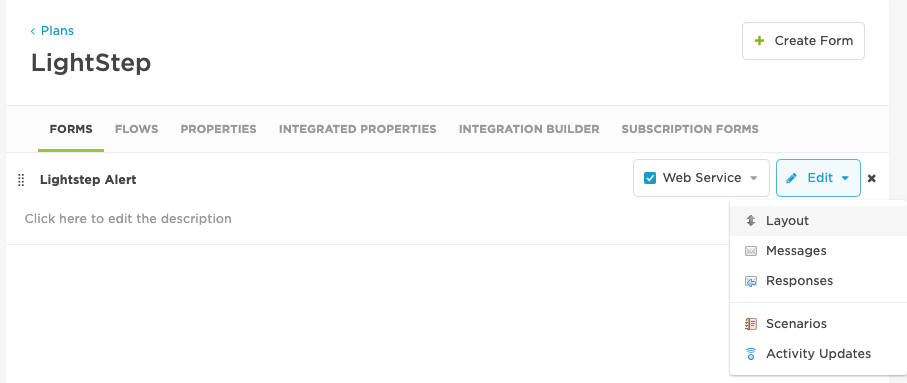 ‹ Plans
LightStep
+ Create Form
FORMS FLOWS PROPERTIES INTEGRATED PROPERTIES INTEGRATION BUILDER SUBSCRIPTION FORMS
Lightstep Alert
Web Service
Edit
Click here to edit the description
Layout
Messages
Responses
Scenarios
Activity Updates